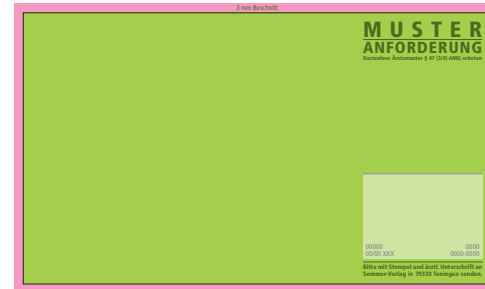 3 mm Beschnitt
MUSTER
ANFORDERUNG
Kostenlose Ärztemuster § 47 (3/4) AMG erbeten
00000 0000
00/00 XXX 0000-0000
Bitte mit Stempel und ärztl. Unterschrift an
Sommer-Verlag in 79330 Teningen senden.